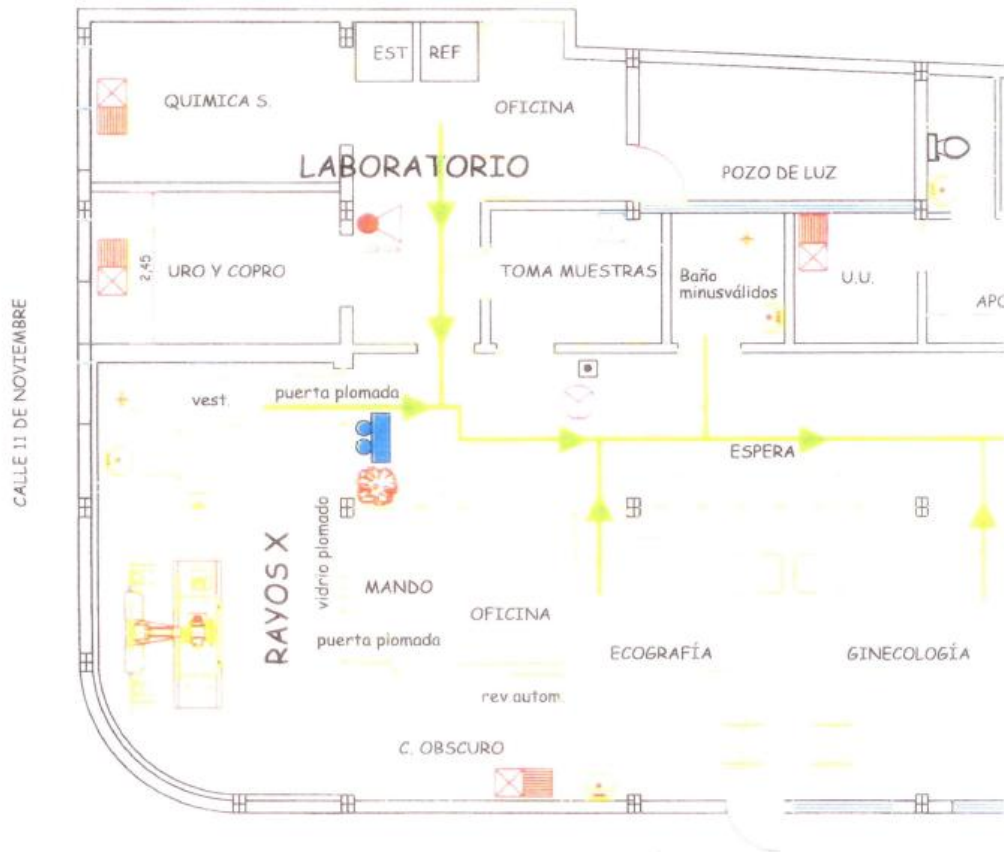 EST
REF
QUIMICA S.
OFICINA
LABORATORIO
POZO DE LUZ
2,45
URO Y COPRO
TOMA MUESTRAS
Baño
minusválidos
U.U.
APO
CALLE 11 DE NOVIEMBRE
vest.
puerta plomada
ESPERA
RAYOS X
vidrio plomado
MANDO
OFICINA
puerta plomada
ECOGRAFÍA
GINECOLOGÍA
rev autom.
C. OBSCURO